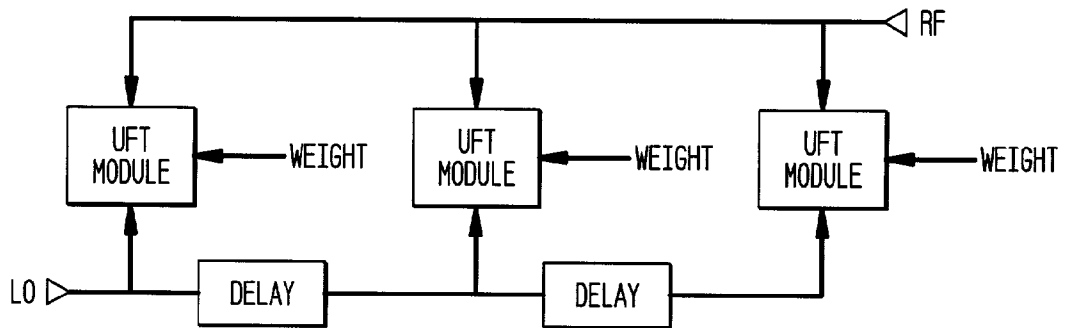 RF
UFT
MODULE
WEIGHT
UFT
MODULE
WEIGHT
UFT
MODULE
WEIGHT
LO
DELAY
DELAY